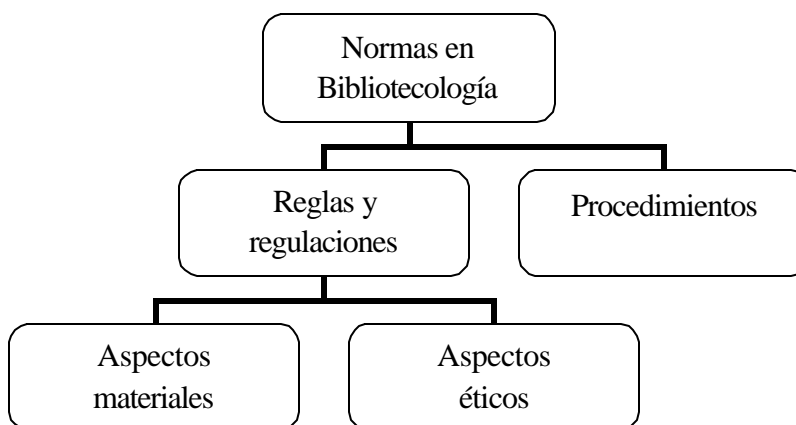 Normas en
Bibliotecología
Reglas y
regulaciones
Procedimientos
Aspectos
materiales
Aspectos
éticos